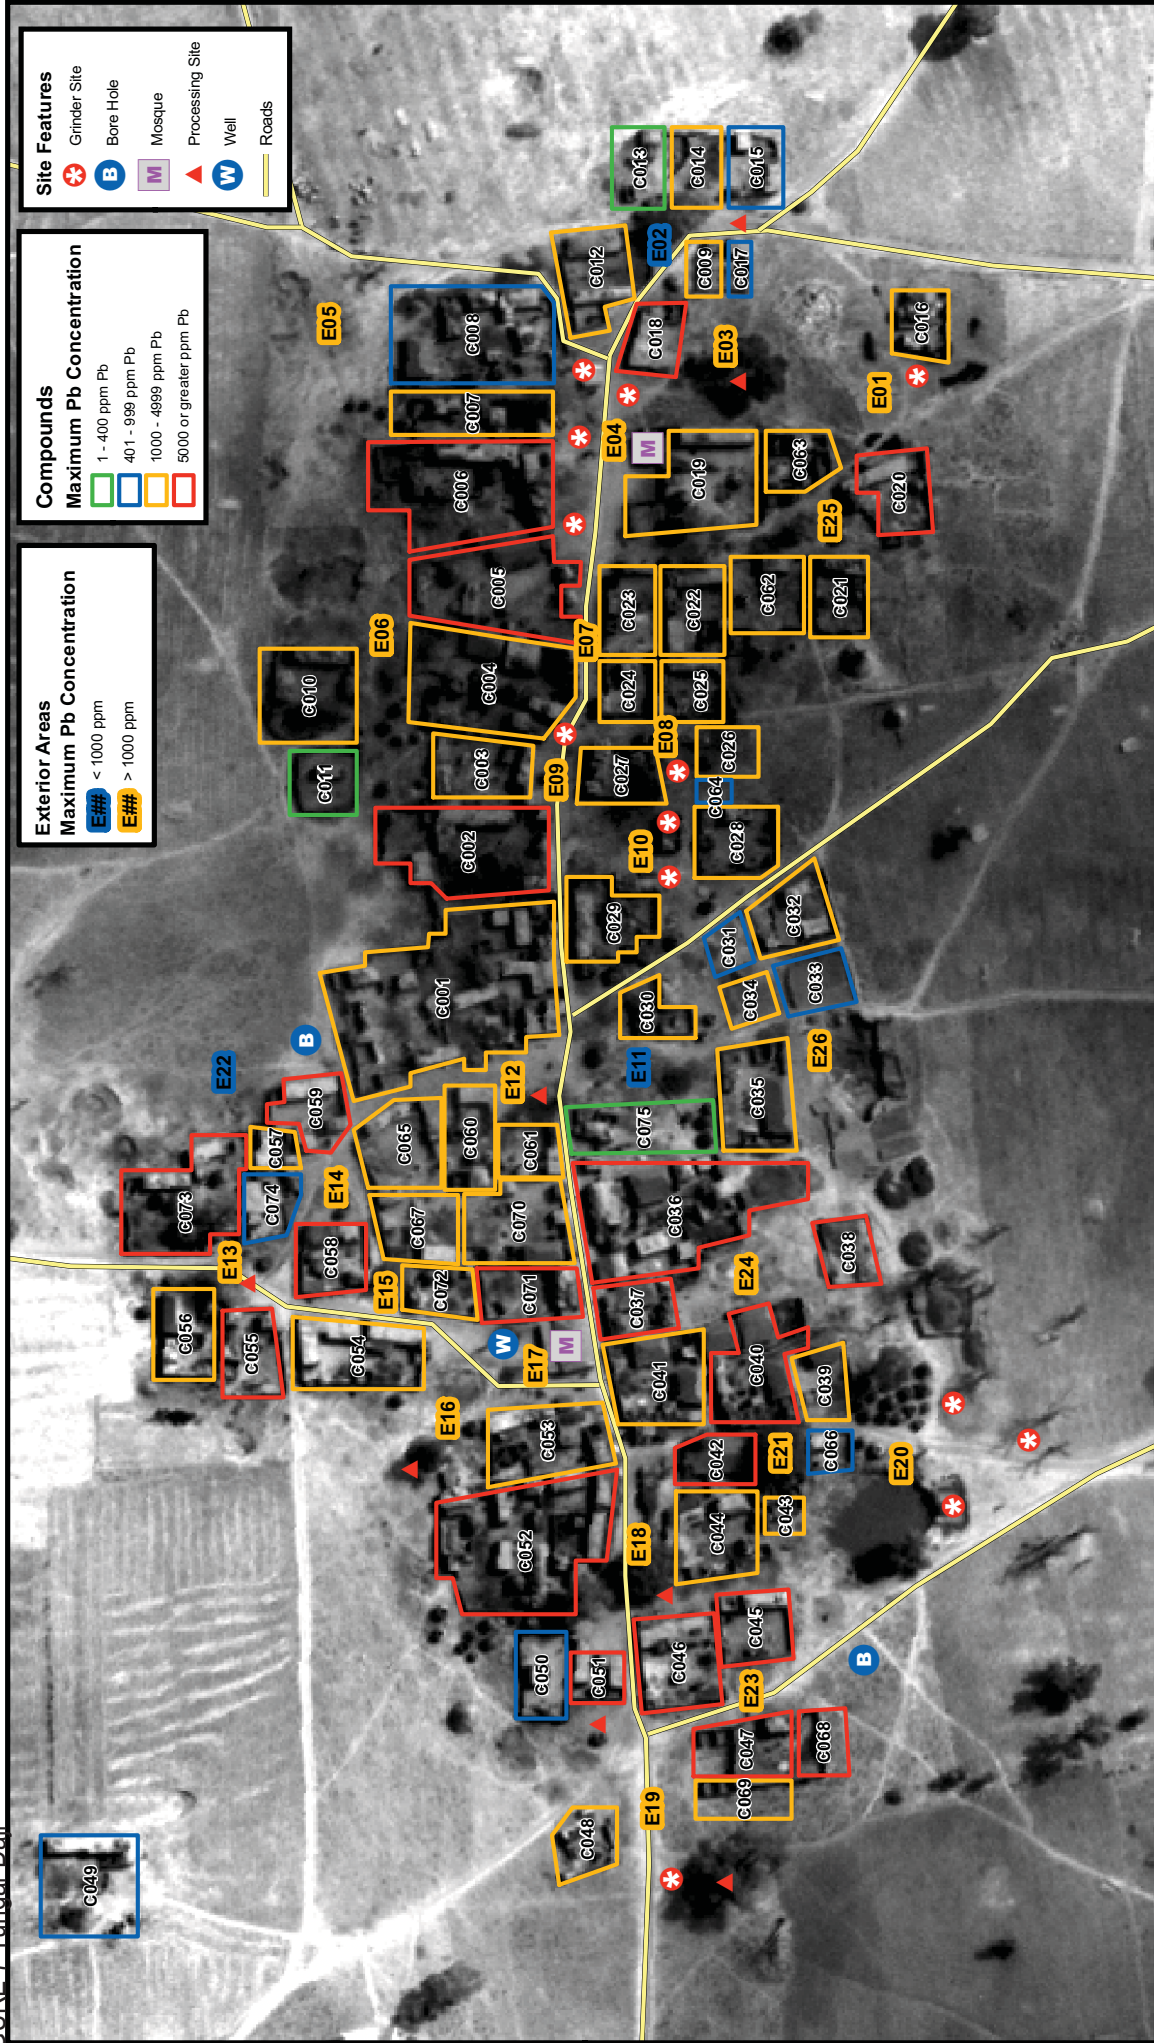 Site Features
Grinder Site
B
Bore Hole
M
Mosque
Processing Site
W
Well
Roads
Compounds
Maximum Pb Concentration
1 - 400 ppm Pb
401 - 999 ppm Pb
1000 - 4999 ppm Pb
5000 or greater ppm Pb
Exterior Areas
Maximum Pb Concentration
E## < 1000 ppm
E## > 1000 ppm
C049
C056
C055
C054
E13
C073
C074
C057
C059
E22
B
C058
E14
E15
C072
C067
C065
C060
C061
C070
C071
W
M
E17
E16
C053
C052
C050
C051
C048
E12
C001
C002
C003
C004
C011
C010
E06
C005
C006
C007
C008
E05
C012
E02
C013
C014
C015
C009
C017
C018
E03
C016
E01
E04
M
C019
C063
E25
C020
C023
C022
C062
C021
E07
C024
C025
E08
C026
C064
C027
E09
E10
C028
C029
C032
C031
C033
C034
C030
E11
E26
C035
C075
C036
C038
E24
C037
C040
C041
C039
C066
E21
E20
C042
C043
C044
E18
C045
C046
E23
B
C047
C068
C069
E19